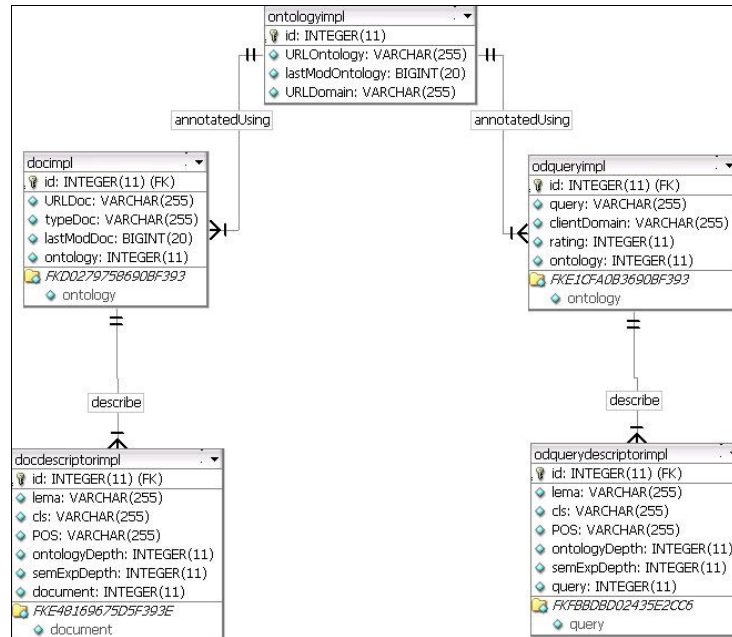 ontologyimpl
id: INTEGER(11)
URLOntology: VARCHAR(255)
lastModOntology: BIGINT(20)
URLDomain: VARCHAR(255)
annotatedUsing
annotatedUsing
docimpl
id: INTEGER(11) (FK)
URLDoc: VARCHAR(255)
typeDoc: VARCHAR(255)
lastModDoc: BIGINT(20)
ontology: INTEGER(11)
FKD0279758690BF393
ontology
odqueryimpl
id: INTEGER(11) (FK)
query: VARCHAR(255)
clientDomain: VARCHAR(255)
rating: INTEGER(11)
ontology: INTEGER(11)
FKE1CFA0B3690BF393
ontology
describe
describe
docdescriptorimpl
id: INTEGER(11) (FK)
lema: VARCHAR(255)
cls: VARCHAR(255)
POS: VARCHAR(255)
ontologyDepth: INTEGER(11)
semExpDepth: INTEGER(11)
document: INTEGER(11)
FKE48169675D5F393E
document
odquerydescriptorimpl
id: INTEGER(11) (FK)
lema: VARCHAR(255)
cls: VARCHAR(255)
POS: VARCHAR(255)
ontologyDepth: INTEGER(11)
semExpDepth: INTEGER(11)
query: INTEGER(11)
FKFBBDBD02435E2CC6
query